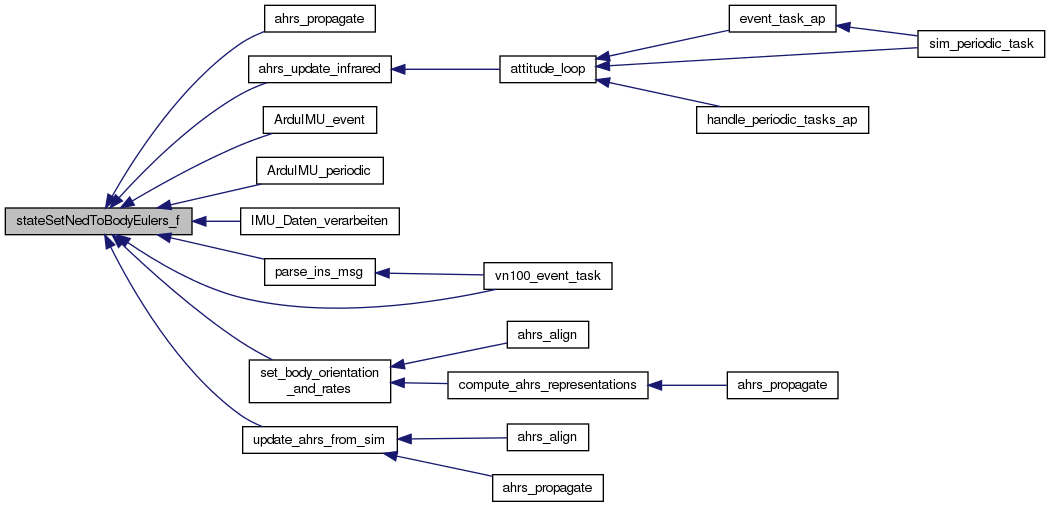 ahrs_propagate
event_task_ap
sim_periodic_task
ahrs_update_infrared
attitude_loop
ArduIMU_event
handle_periodic_tasks_ap
ArduIMU_periodic
stateSetNedToBodyEulers_f
IMU_Daten_verarbeiten
parse_ins_msg
vn100_event_task
ahrs_align
set_body_orientation
_and_rates
compute_ahrs_representations
ahrs_propagate
update_ahrs_from_sim
ahrs_align
ahrs_propagate